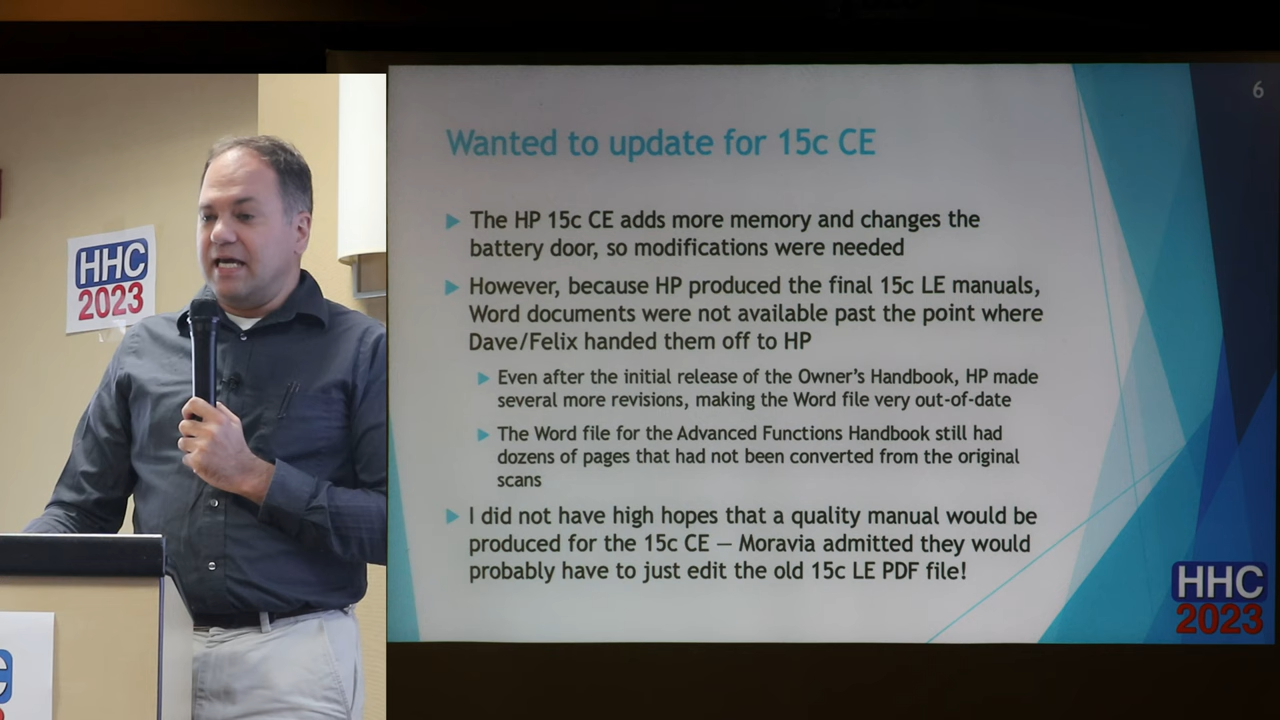 HHC
2023
6
Wanted to update for 15c CE
The HP 15c CE adds more memory and changes the
battery door, so modifications were needed
However, because HP produced the final 15c LE manuals,
Word documents were not available past the point where
Dave/Felix handed them off to HP
Even after the initial release of the Owner's Handbook, HP made
several more revisions, making the Word file very out-of-date
The Word file for the Advanced Functions Handbook still had
dozens of pages that had not been converted from the original
scans
I did not have high hopes that a quality manual would be
produced for the 15c CE — Moravia admitted they would
probably have to just edit the old 15c LE PDF file!
HHC
2023